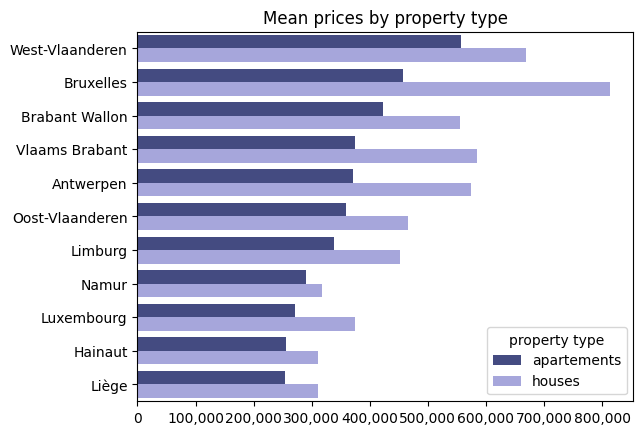 Mean prices by property type
West-Vlaanderen
Bruxelles
Brabant Wallon
Vlaams Brabant
Antwerpen
Oost-Vlaanderen
Limburg
Namur
Luxembourg
Hainaut
Liège
property type
apartements
houses
0 100,000 200,000 300,000 400,000 500,000 600,000 700,000 800,000